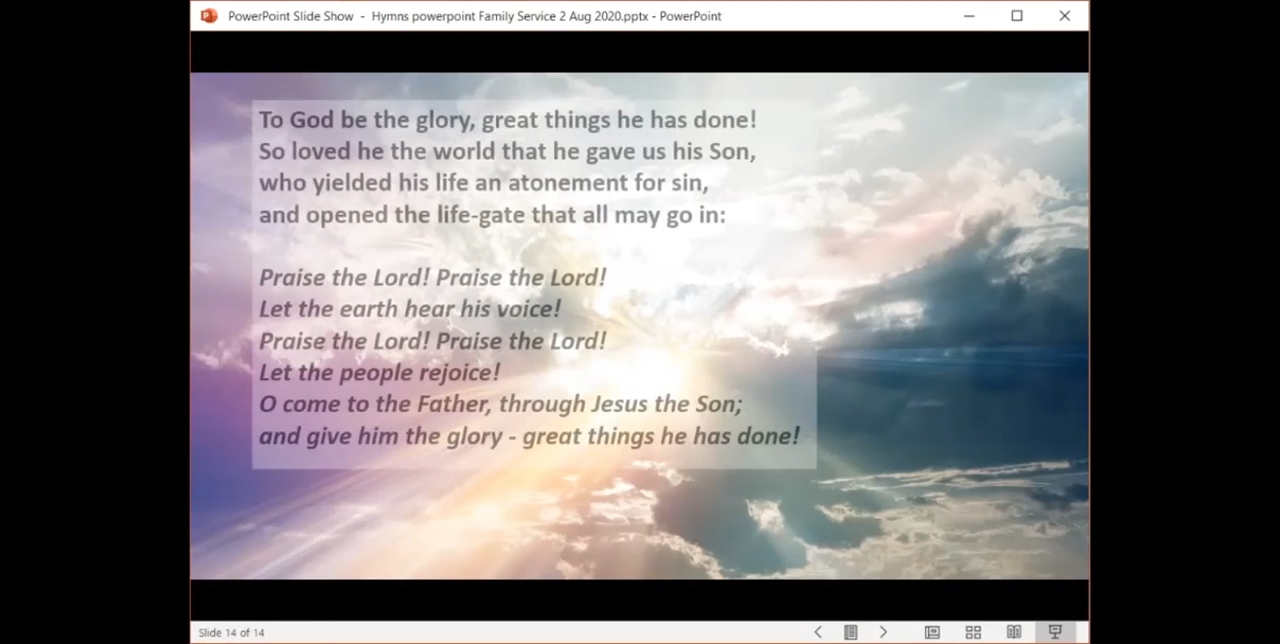 PowerPoint Slide Show - Hymns powerpoint Family Service 2 Aug 2020.pptx - PowerPoint
To God be the glory, great things he has done!
So loved he the world that he gave us his Son,
who yielded his life an atonement for sin,
and opened the life-gate that all may go in:
Praise the Lord! Praise the Lord!
Let the earth hear his voice!
Praise the Lord! Praise the Lord!
Let the people rejoice!
O come to the Father, through Jesus the Son;
and give him the glory - great things he has done!
Slide 14 of 14